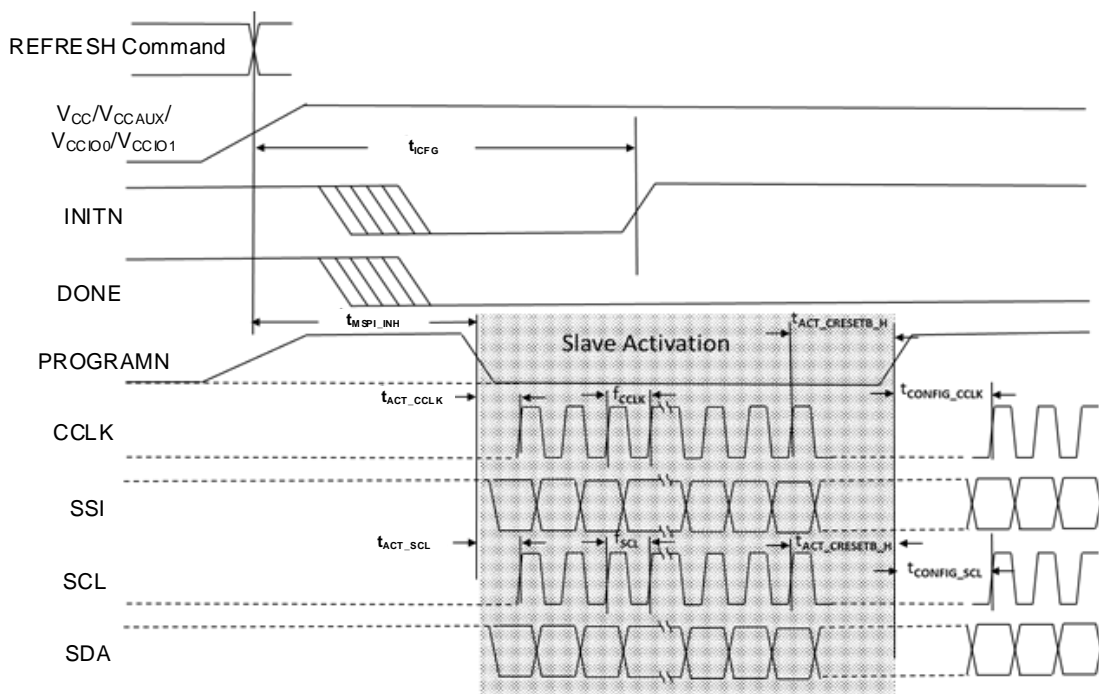 REFRESH Command
VCC/VCCAUX/
VCCIO0/VCCIO1
tICFG
INITN
DONE
tMSPI_INH
tACT_CRESETB_H
Slave Activation
PROGRAMN
tACT_CCLK
fCCLK
tCONFIG_CCLK
CCLK
SSI
tACT_SCL
fSCL
tACT_CRESETB_H
tCONFIG_SCL
SCL
SDA